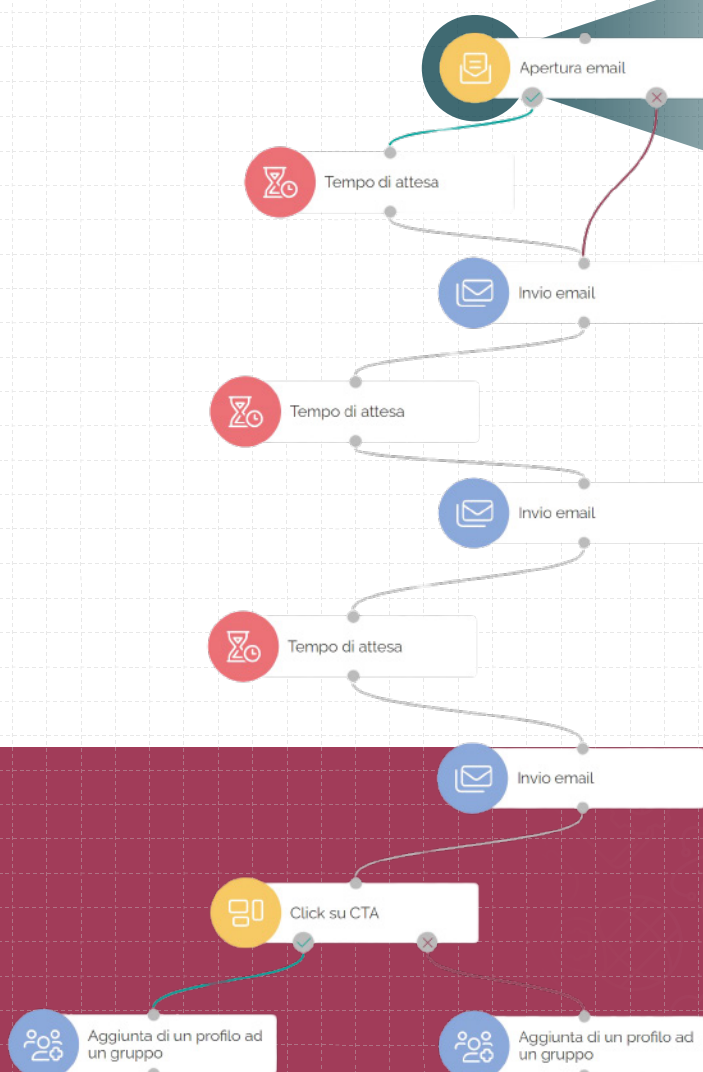 Apertura email
Tempo di attesa
Invio email
Tempo di attesa
Invio email
Tempo di attesa
Invio email
Click su CTA
Aggiunta di un profilo ad
un gruppo
Aggiunta di un profilo ad
un gruppo